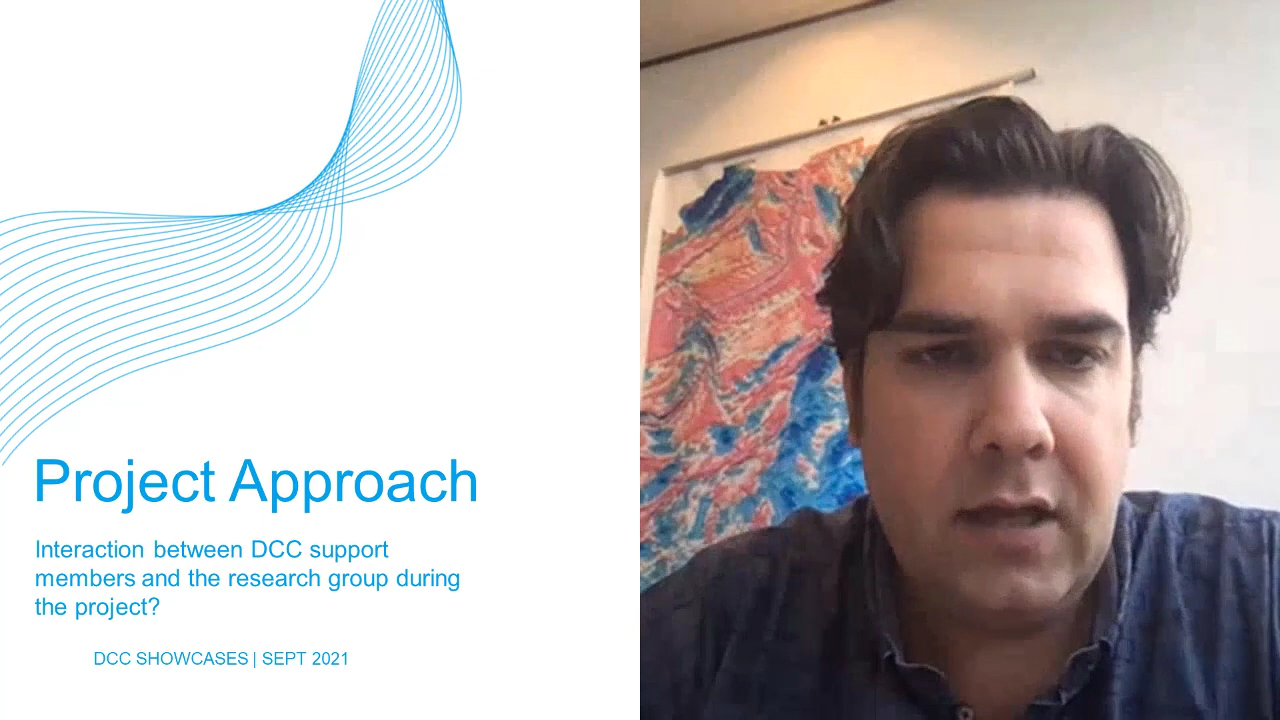 Project Approach
Interaction between DCC support
members and the research group during
the project?
DCC SHOWCASES | SEPT 2021